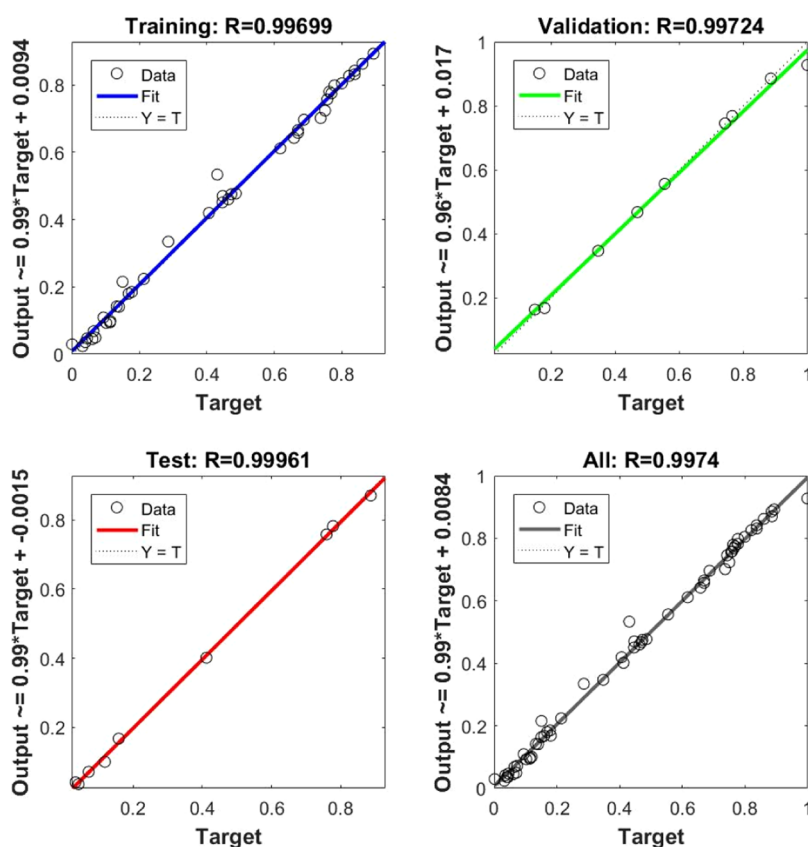 Training: R=0.99699
Output ~= 0.99*Target + 0.0094
Data
Fit
Y = T
0.8
0.6
0.4
0.2
0
0 0.2 0.4 0.6 0.8
Target
Validation: R=0.99724
Output ~= 0.96*Target + 0.017
Data
Fit
Y = T
1
0.8
0.6
0.4
0.2
0.2 0.4 0.6 0.8 1
Target
Test: R=0.99961
Output ~= 0.99*Target + -0.0015
Data
Fit
Y = T
0.8
0.6
0.4
0.2
0.2 0.4 0.6 0.8
Target
All: R=0.9974
Output ~= 0.99*Target + 0.0084
Data
Fit
Y = T
1
0.8
0.6
0.4
0.2
0
0 0.2 0.4 0.6 0.8 1
Target